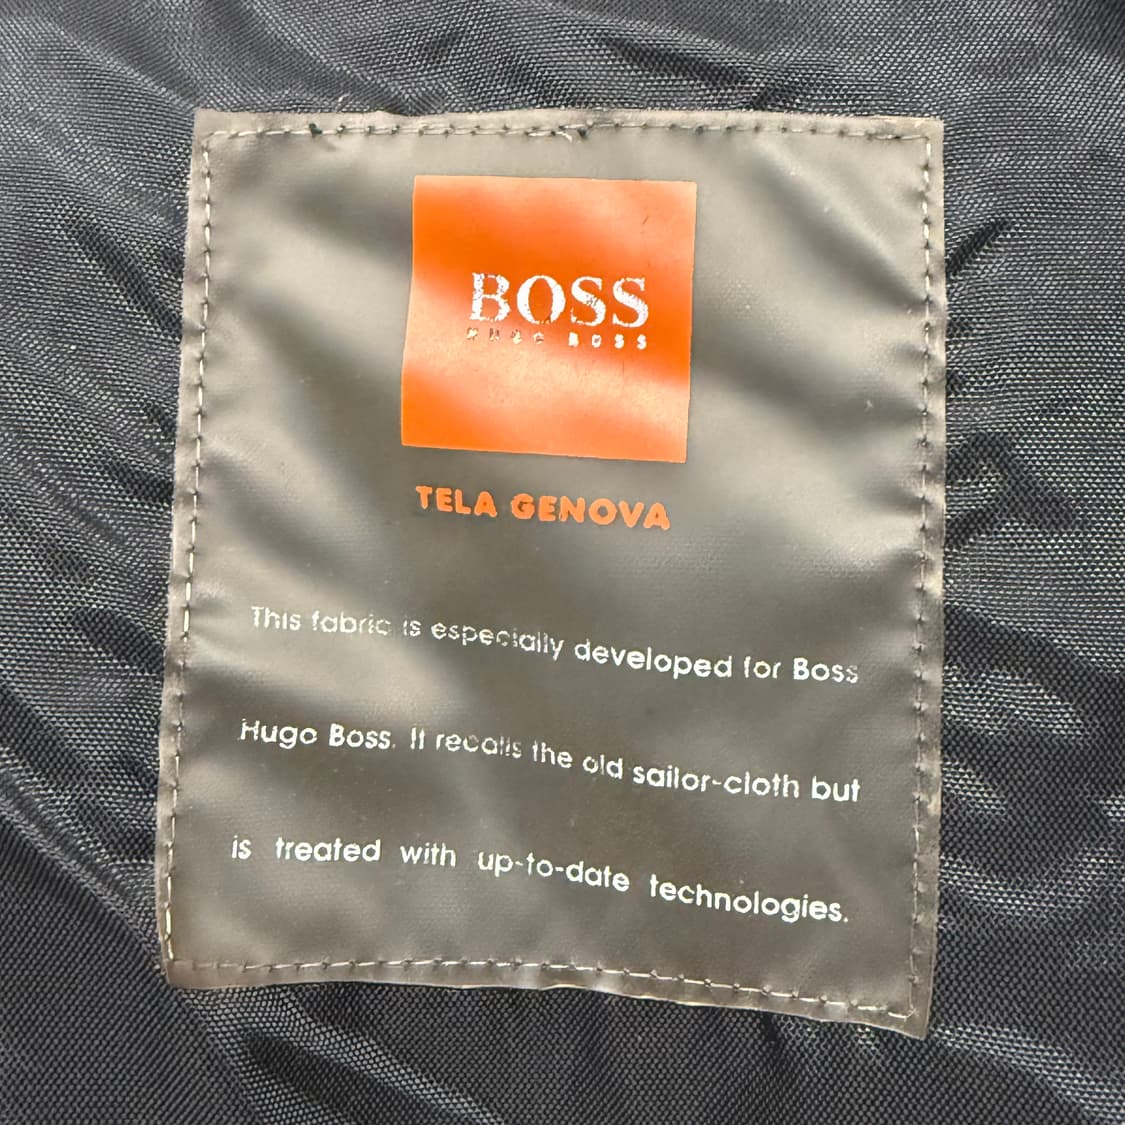 BOSS
HUGO BOSS
TELA GENOVA
This fabric is especially developed for Boss
Hugo Boss. It recalls the old sailor-cloth but
is treated with up-to-date technologies.